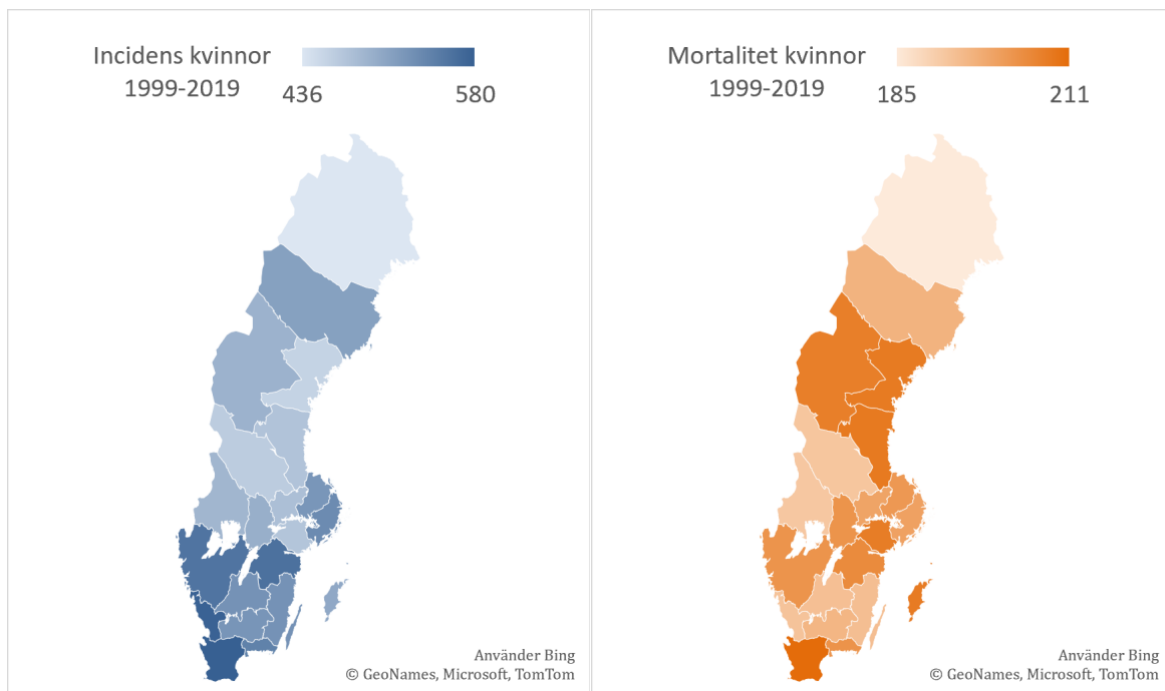 Incidens kvinnor
1999-2019
436
580
Använder Bing
© GeoNames, Microsoft, TomTom
Mortalitet kvinnor
1999-2019
185
211
Använder Bing
© GeoNames, Microsoft, TomTom